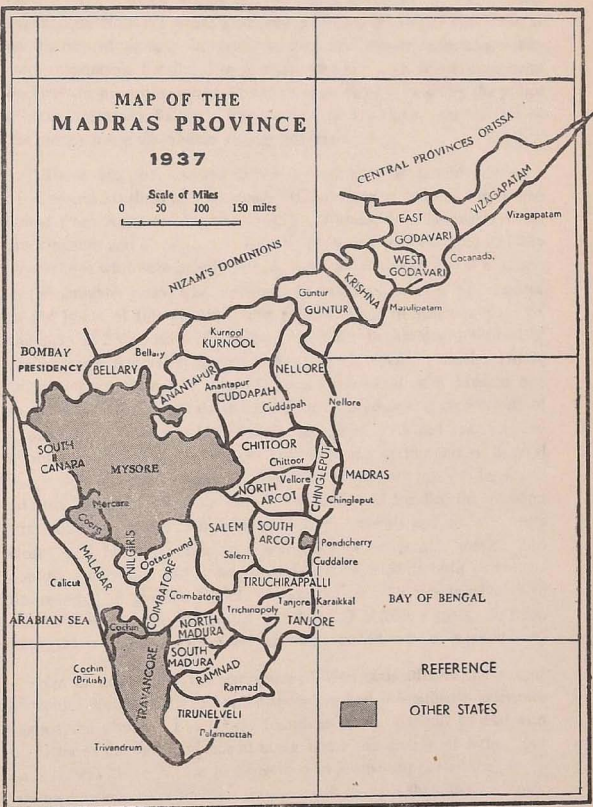 MAP OF THE
MADRAS PROVINCE
1937
Scale of Miles
0 50 100 150 miles
CENTRAL PROVINCES ORISSA
VIZAGAPATAM
Vizagapatam
EAST
GODAVARI
WEST
GODAVARI
Cocanada.
NIZAM'S DOMINIONS
KRISHNA
Masulipatam
Guntur
GUNTUR
Kurnool
KURNOOL
BOMBAY
PRESIDENCY
Bellary
BELLARY
ANANTAPUR
Anantapur
CUDDAPAH
Cuddapah
NELLORE
Nellore
SOUTH
CANARA
MYSORE
CHITTOOR
Chittoor
Vellore
NORTH
ARCOT
CHINGLEPUT
MADRAS
Chingleput
Mercara
Coorg
SALEM
Salem
SOUTH
ARCOT
Pondicherry
Cuddalore
MALABAR
NILGIRIS
Ootacamund
COIMBATORE
Coimbatore
Calicut
TIRUCHIRAPPALLI
Trichinopoly
Tanjore
Karaikkal
TANJORE
BAY OF BENGAL
ARABIAN SEA
Cochin
NORTH
MADURA
SOUTH
MADURA
RAMNAD
Ramnad
Cochin
(British)
TRAVANCORE
TIRUNELVELI
Palamcottah
Trivandrum
REFERENCE
OTHER STATES